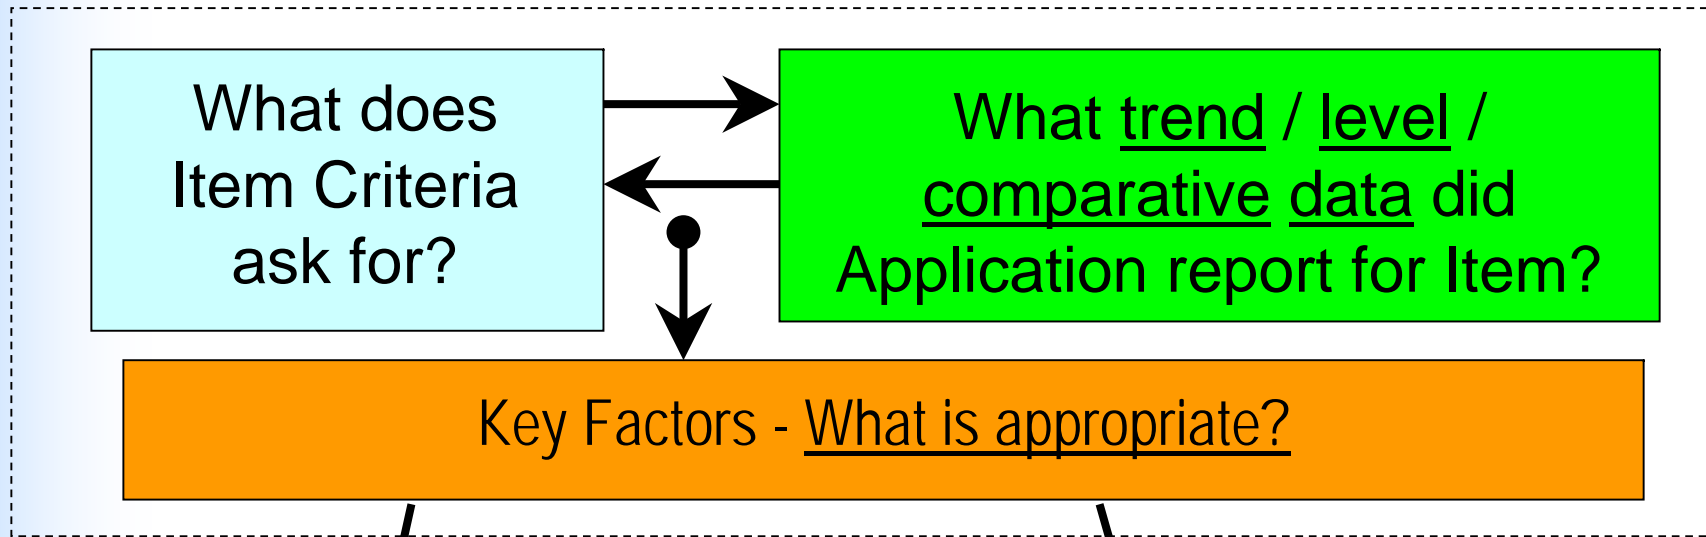 What does
Item Criteria
ask for?
What trend / level /
comparative data did
Application report for Item?
Key Factors - What is appropriate?